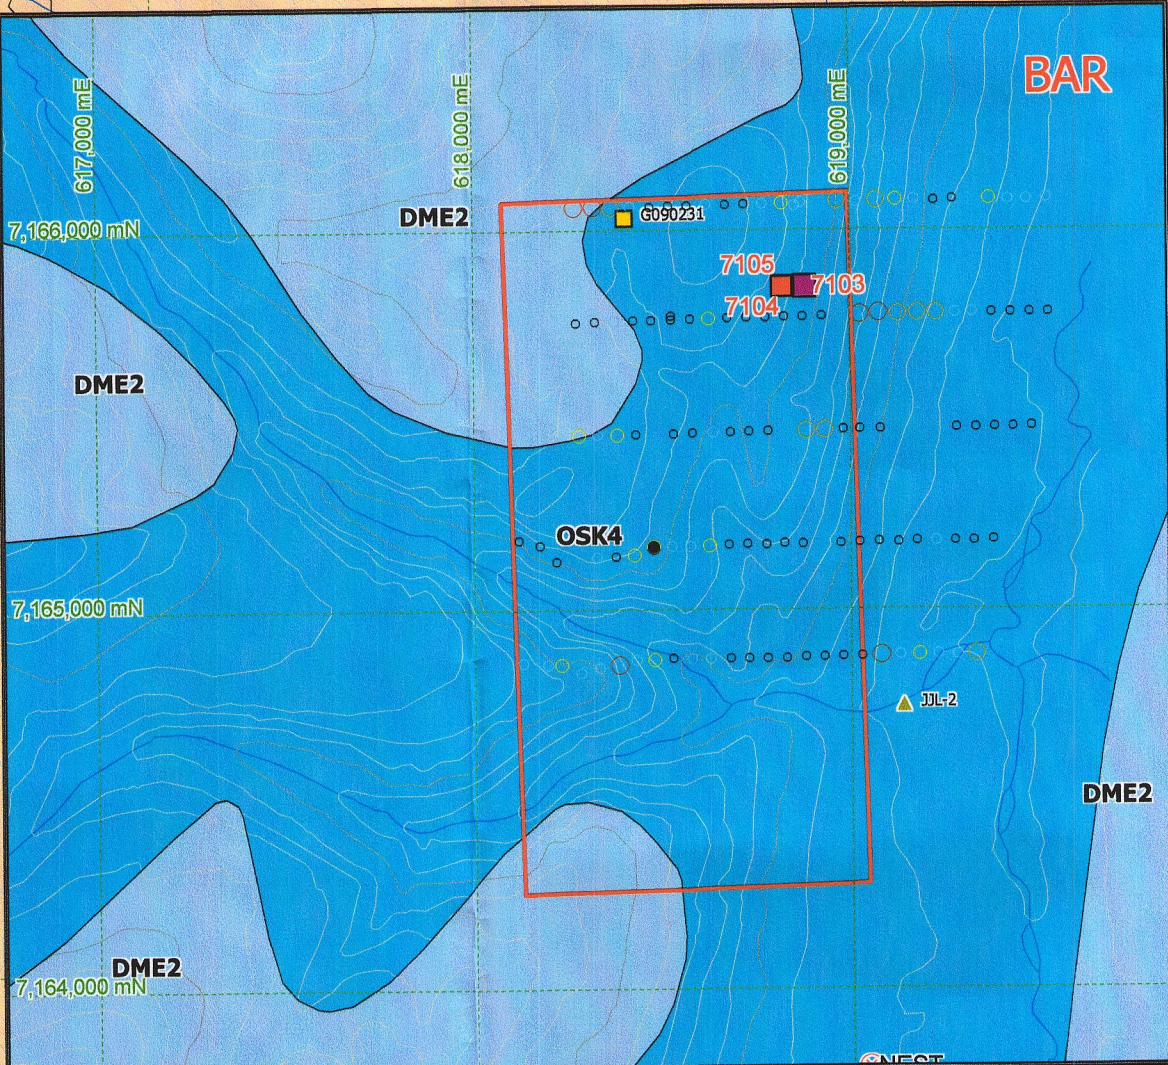 BAR
617,000 mE
618,000 mE
619,000 mE
DME2
G090231
7,166,000 mN
7105
7103
7104
DME2
OSK4
7,165,000 mN
JJL-2
DME2
DME2
7,164,000 mN
NEST